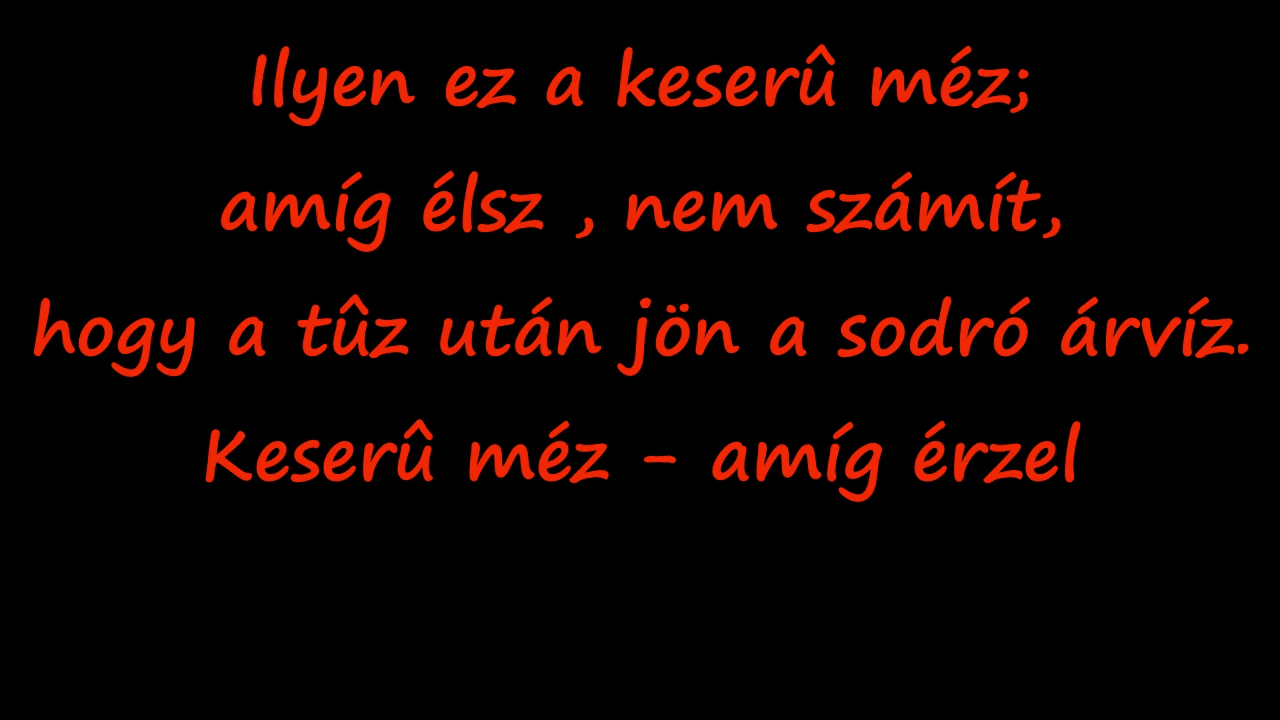 Ilyen ez a keserû méz;
amíg élsz , nem számít,
hogy a tûz után jön a sodró árvíz.
Keserû méz - amíg érzel